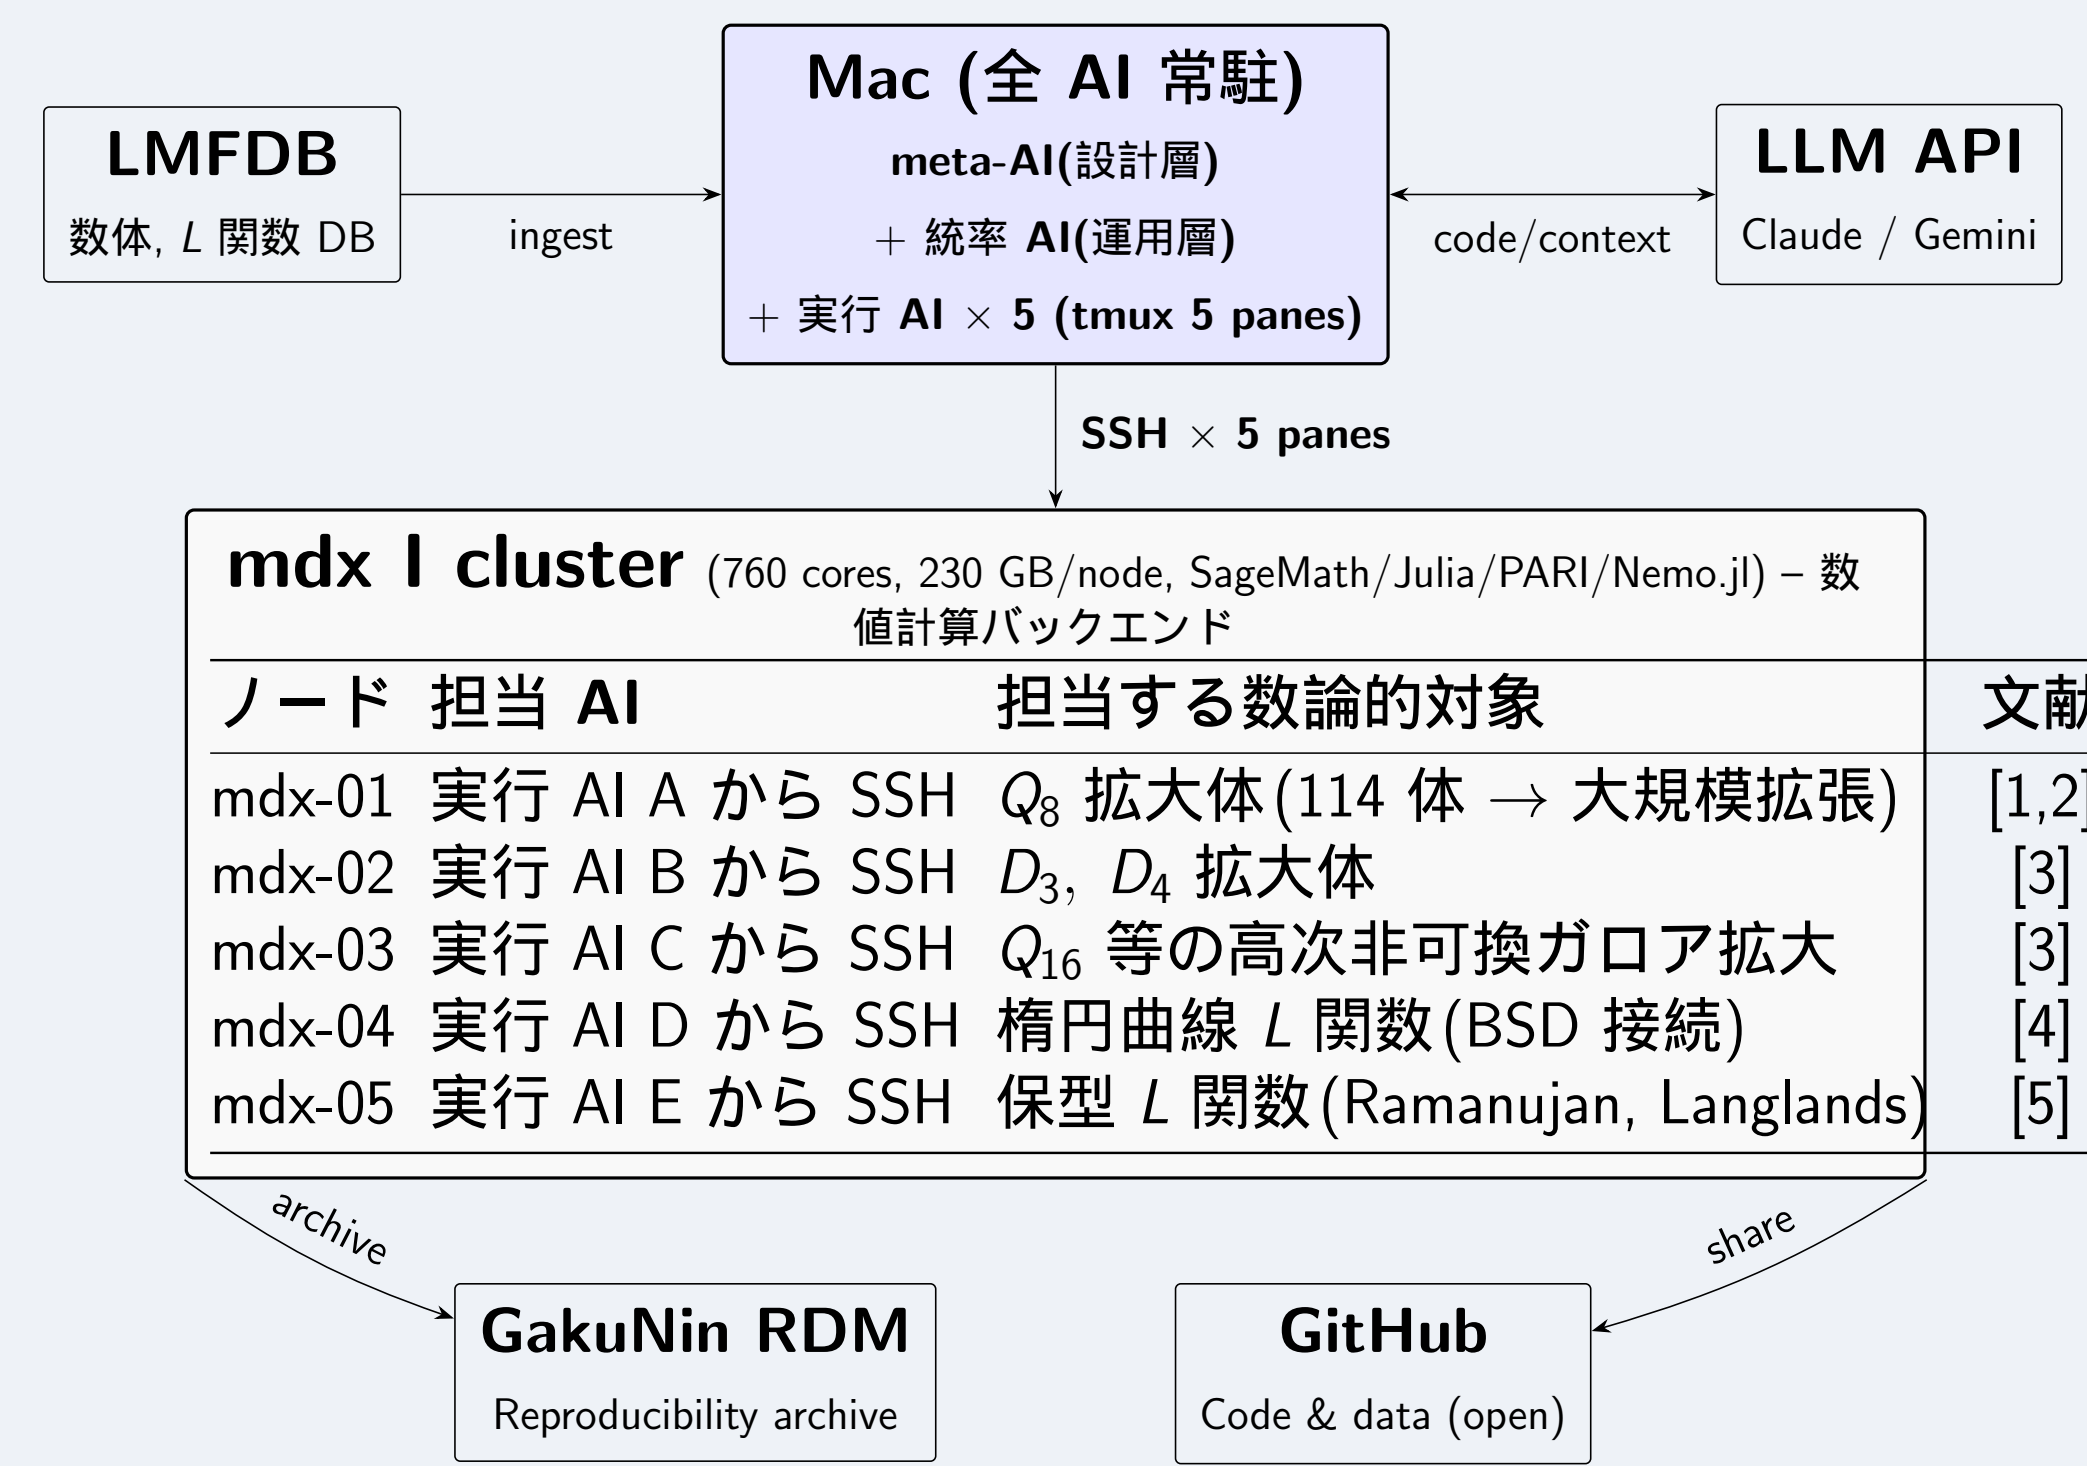 Mac (全 AI 常駐)
meta-AI(設計層)
+ 統率 AI(運用層)
+ 実行 AI × 5 (tmux 5 panes)
LMFDB
数体, L 関数 DB
ingest
code/context
LLM API
Claude / Gemini
SSH × 5 panes
mdx I cluster (760 cores, 230 GB/node, SageMath/Julia/PARI/Nemo.jl) – 数
値計算バックエンド
ノード 担当 AI 担当する数論的対象 文献
mdx-01 実行 AI A から SSH Q₈ 拡大体(114 体 → 大規模拡張) [1,2]
mdx-02 実行 AI B から SSH D₃, D₄ 拡大体 [3]
mdx-03 実行 AI C から SSH Q₁₆ 等の高次非可換ガロア拡大 [3]
mdx-04 実行 AI D から SSH 楕円曲線 L 関数(BSD 接続) [4]
mdx-05 実行 AI E から SSH 保型 L 関数(Ramanujan, Langlands) [5]
archive
share
GakuNin RDM
Reproducibility archive
GitHub
Code & data (open)